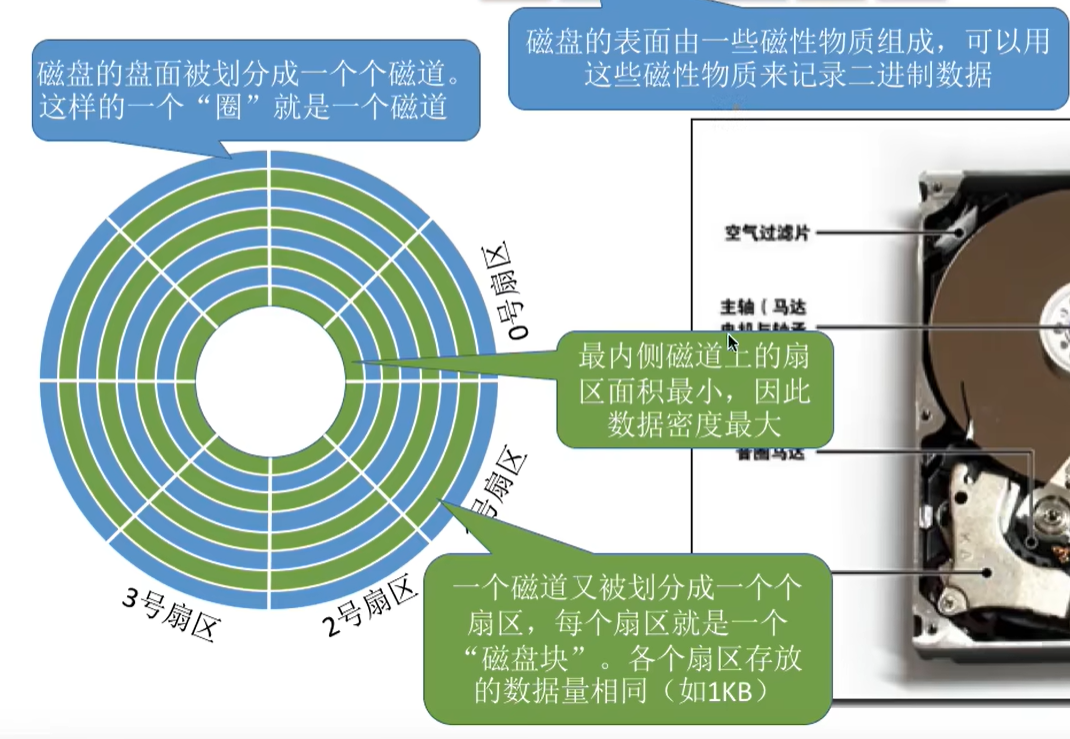 磁盘的表面由一些磁性物质组成，可以用
这些磁性物质来记录二进制数据
磁盘的盘面被划分成一个个磁道。
这样的一个“圈”就是一个磁道
空气过滤片
主轴（马达
0号扇区
最内侧磁道上的扇
区面积最小，因此
数据密度最大
音圈马达
号扇区
2号扇区
3号扇区
一个磁道又被划分成一个个
扇区，每个扇区就是一个
“磁盘块”。各个扇区存放
的数据量相同（如1KB）